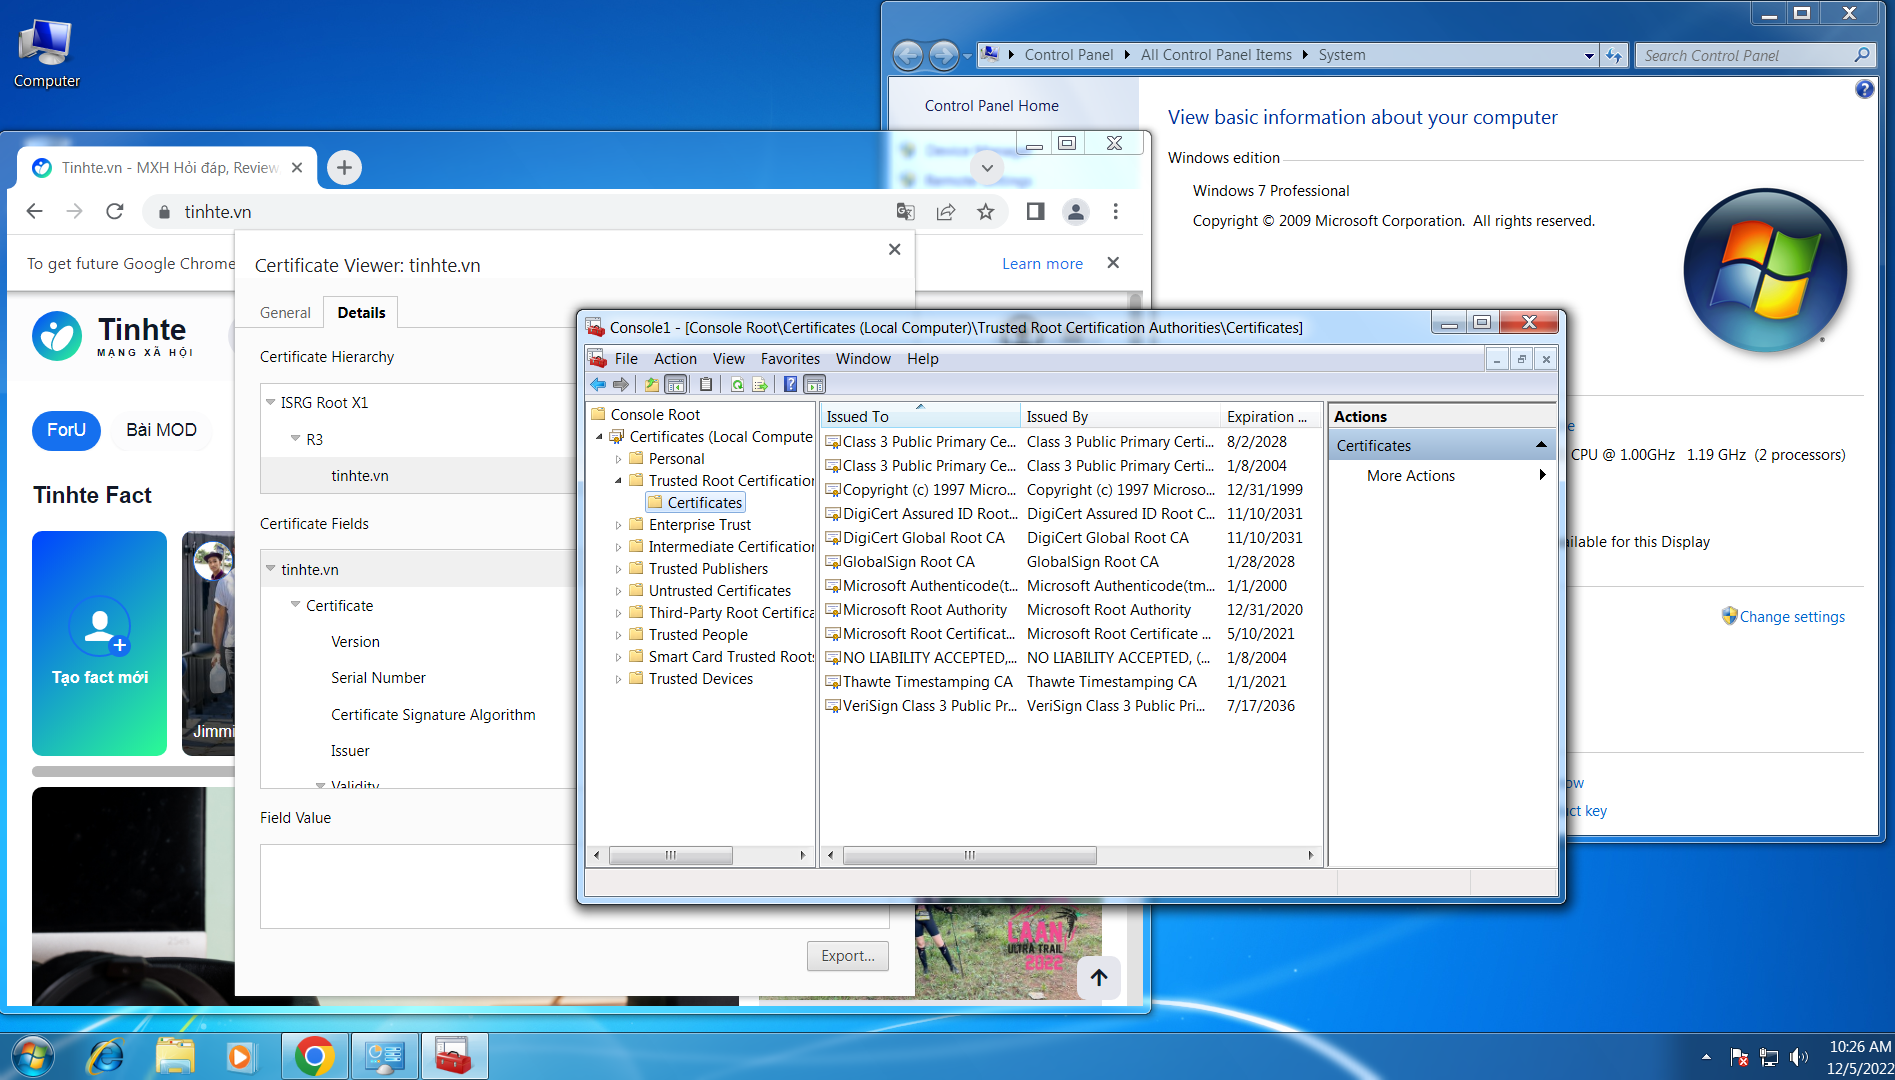 Computer
Control Panel
All Control Panel Items
System
Search Control Panel
Control Panel Home
View basic information about your computer
Windows edition
Windows 7 Professional
Copyright © 2009 Microsoft Corporation. All rights reserved.
CPU @ 1.00GHz 1.19 GHz (2 processors)
ailable for this Display
Change settings
ow
ct key
Tinhte.vn - MXH Hỏi đáp, Review
tinhte.vn
To get future Google Chrome
Learn more
Tinhte
MẠNG XÃ HỘI
ForU
Bài MOD
Tinhte Fact
Tạo fact mới
Jimmi
Certificate Viewer: tinhte.vn
General
Details
Certificate Hierarchy
ISRG Root X1
R3
tinhte.vn
Certificate Fields
tinhte.vn
Certificate
Version
Serial Number
Certificate Signature Algorithm
Issuer
Validity
Field Value
Export...
LAAN
ULTRA TRAIL
2022
Console1 - [Console Root\Certificates (Local Computer)\Trusted Root Certification Authorities\Certificates]
File Action View Favorites Window Help
Console Root
Certificates (Local Compute
Personal
Trusted Root Certification
Certificates
Enterprise Trust
Intermediate Certification
Trusted Publishers
Untrusted Certificates
Third-Party Root Certifica
Trusted People
Smart Card Trusted Roots
Trusted Devices
Issued To Issued By Expiration ...
Class 3 Public Primary Ce... Class 3 Public Primary Certi... 8/2/2028
Class 3 Public Primary Ce... Class 3 Public Primary Certi... 1/8/2004
Copyright (c) 1997 Micro... Copyright (c) 1997 Microso... 12/31/1999
DigiCert Assured ID Root... DigiCert Assured ID Root C... 11/10/2031
DigiCert Global Root CA DigiCert Global Root CA 11/10/2031
GlobalSign Root CA GlobalSign Root CA 1/28/2028
Microsoft Authenticode(t... Microsoft Authenticode(tm... 1/1/2000
Microsoft Root Authority Microsoft Root Authority 12/31/2020
Microsoft Root Certificat... Microsoft Root Certificate ... 5/10/2021
NO LIABILITY ACCEPTED,... NO LIABILITY ACCEPTED, (... 1/8/2004
Thawte Timestamping CA Thawte Timestamping CA 1/1/2021
VeriSign Class 3 Public Pr... VeriSign Class 3 Public Pri... 7/17/2036
Actions
Certificates
More Actions
10:26 AM
12/5/2022